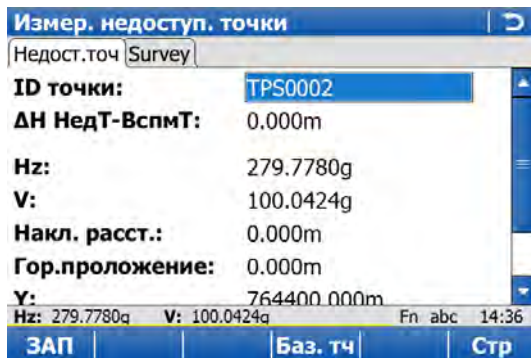 Измер. недоступ. точки
Недост.точ Survey
ID точки: TPS0002
ΔН НедТ-ВспмТ: 0.000m
Hz: 279.7780g
V: 100.0424g
Накл. расст.: 0.000m
Гор.проложение: 0.000m
Y: 764400.000m
Hz: 279.7780g V: 100.0424g Fn abc 14:36
ЗАП Баз. тч Стр